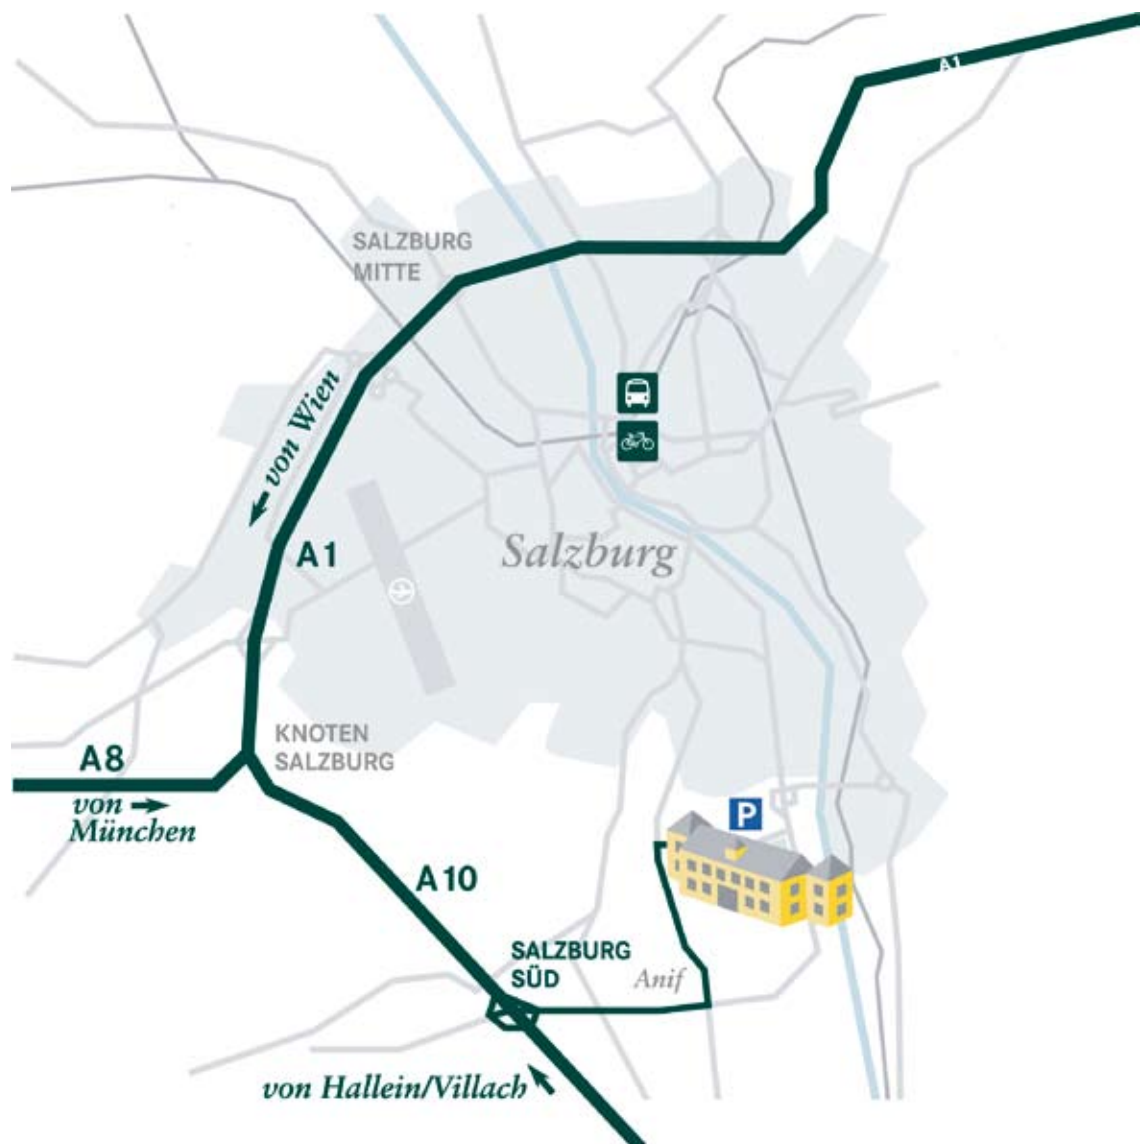 A1
SALZBURG
MITTE
von Wien
A1
Salzburg
KNOTEN
SALZBURG
A8
von
München
P
A10
SALZBURG
SÜD
Anif
von Hallein/Villach